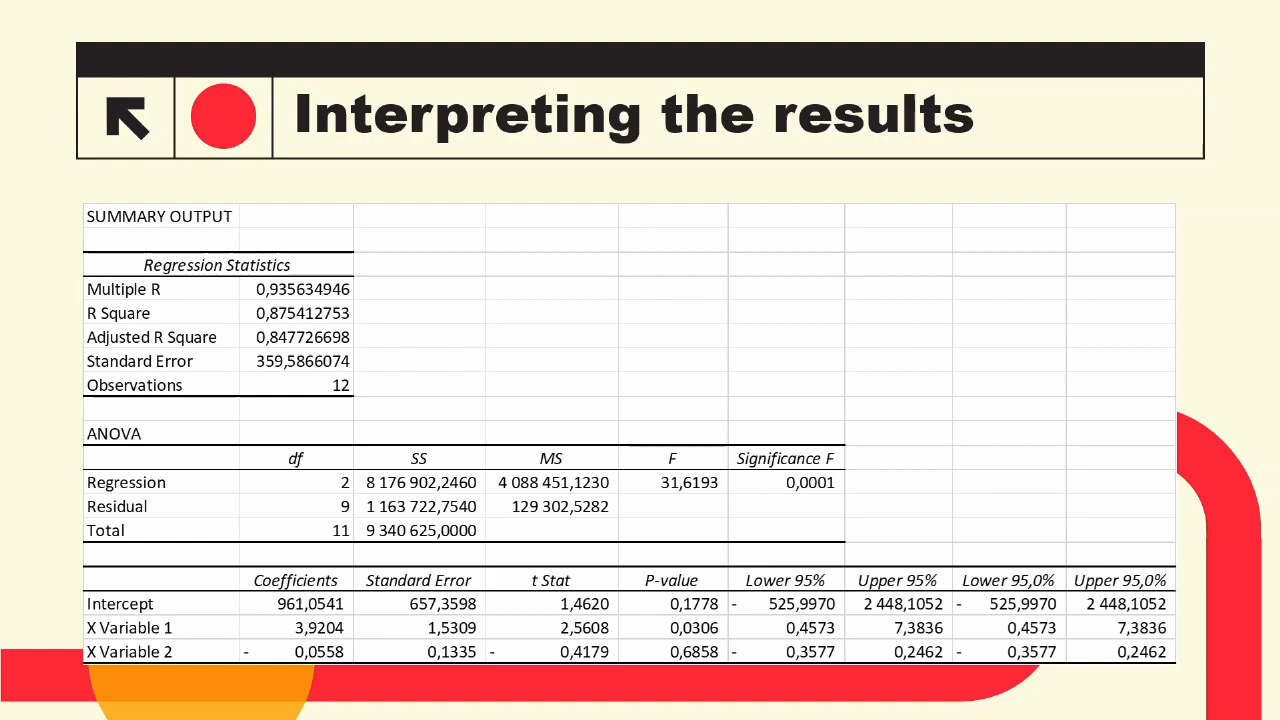 Interpreting the results
SUMMARY OUTPUT
Regression Statistics
Multiple R 0,935634946
R Square 0,875412753
Adjusted R Square 0,847726698
Standard Error 359,5866074
Observations 12
ANOVA
df SS MS F Significance F
Regression 2 8 176 902,2460 4 088 451,1230 31,6193 0,0001
Residual 9 1 163 722,7540 129 302,5282
Total 11 9 340 625,0000
Coefficients Standard Error t Stat P-value Lower 95% Upper 95% Lower 95,0% Upper 95,0%
Intercept 961,0541 657,3598 1,4620 0,1778 - 525,9970 2 448,1052 - 525,9970 2 448,1052
X Variable 1 3,9204 1,5309 2,5608 0,0306 0,4573 7,3836 0,4573 7,3836
X Variable 2 - 0,0558 0,1335 - 0,4179 0,6858 - 0,3577 0,2462 - 0,3577 0,2462